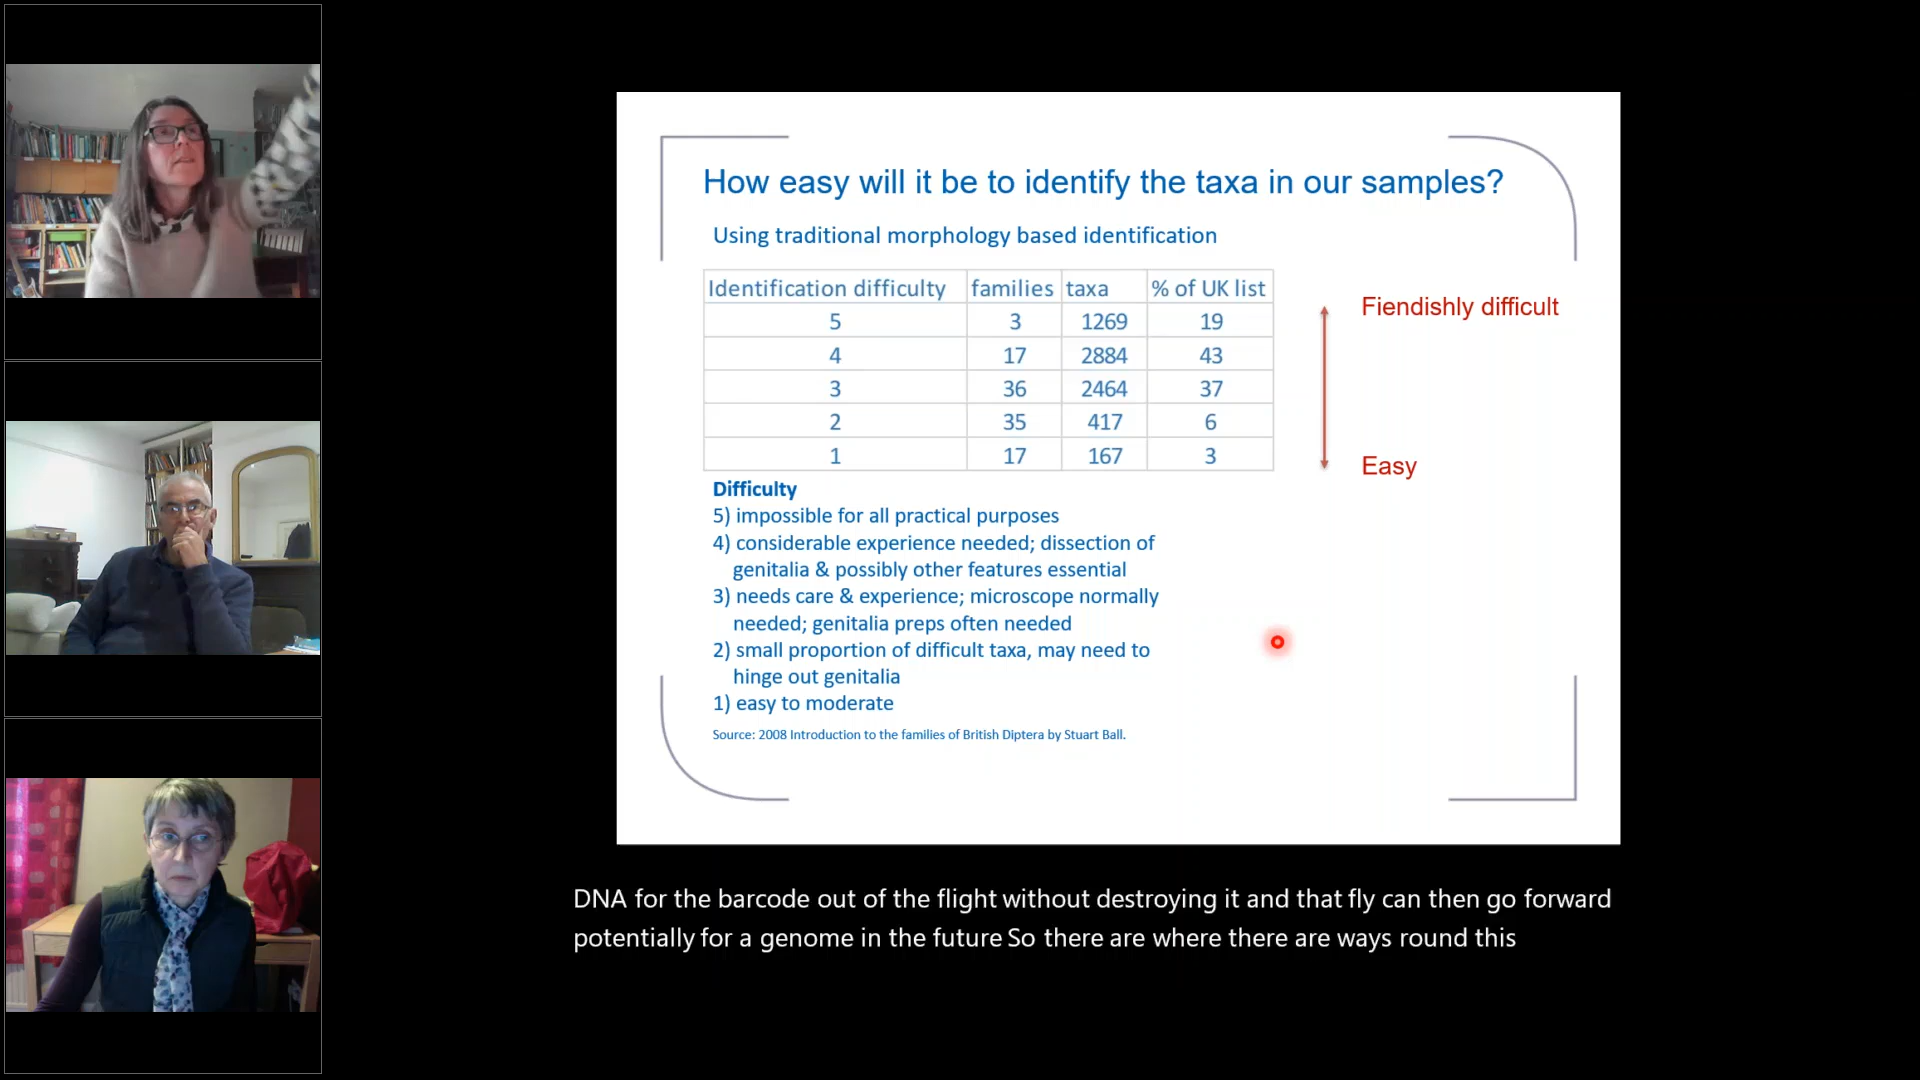 How easy will it be to identify the taxa in our samples?
Using traditional morphology based identification
Identification difficulty families taxa % of UK list
5 3 1269 19
4 17 2884 43
3 36 2464 37
2 35 417 6
1 17 167 3
Fiendishly difficult
Easy
Difficulty
5) impossible for all practical purposes
4) considerable experience needed; dissection of
genitalia & possibly other features essential
3) needs care & experience; microscope normally
needed; genitalia preps often needed
2) small proportion of difficult taxa, may need to
hinge out genitalia
1) easy to moderate
Source: 2008 Introduction to the families of British Diptera by Stuart Ball.
DNA for the barcode out of the flight without destroying it and that fly can then go forward
potentially for a genome in the future So there are where there are ways round this